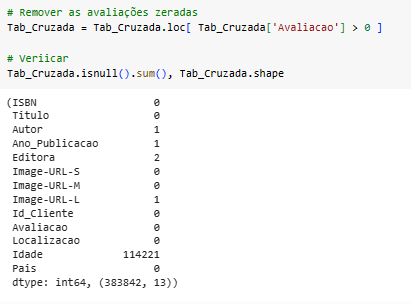 # Remover as avaliações zeradas
Tab_Cruzada = Tab_Cruzada.loc[ Tab_Cruzada['Avaliacao'] > 0 ]
# Veriicar
Tab_Cruzada.isnull().sum(), Tab_Cruzada.shape
(ISBN 0
Titulo 0
Autor 1
Ano_Publicacao 1
Editora 2
Image-URL-S 0
Image-URL-M 0
Image-URL-L 1
Id_Cliente 0
Avaliacao 0
Localizacao 0
Idade 114221
Pais 0
dtype: int64, (383842, 13))